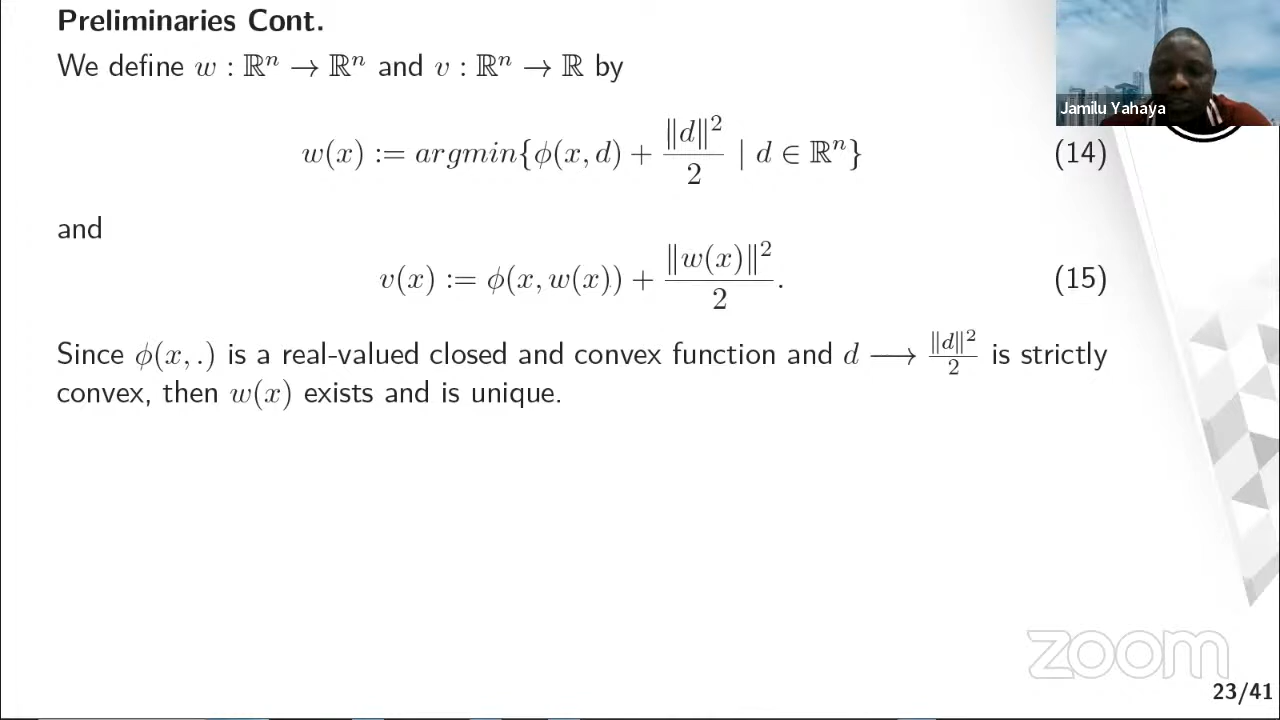 Preliminaries Cont.
We define w : ℝⁿ → ℝⁿ and v : ℝⁿ → ℝ by
Jamilu Yahaya
w(x) := argmin{ϕ(x, d) + ‖d‖²/2 | d ∈ ℝⁿ} (14)
and
v(x) := ϕ(x, w(x)) + ‖w(x)‖²/2. (15)
Since ϕ(x, .) is a real-valued closed and convex function and d ⟶ ‖d‖²/2 is strictly
convex, then w(x) exists and is unique.
zoom
23/41